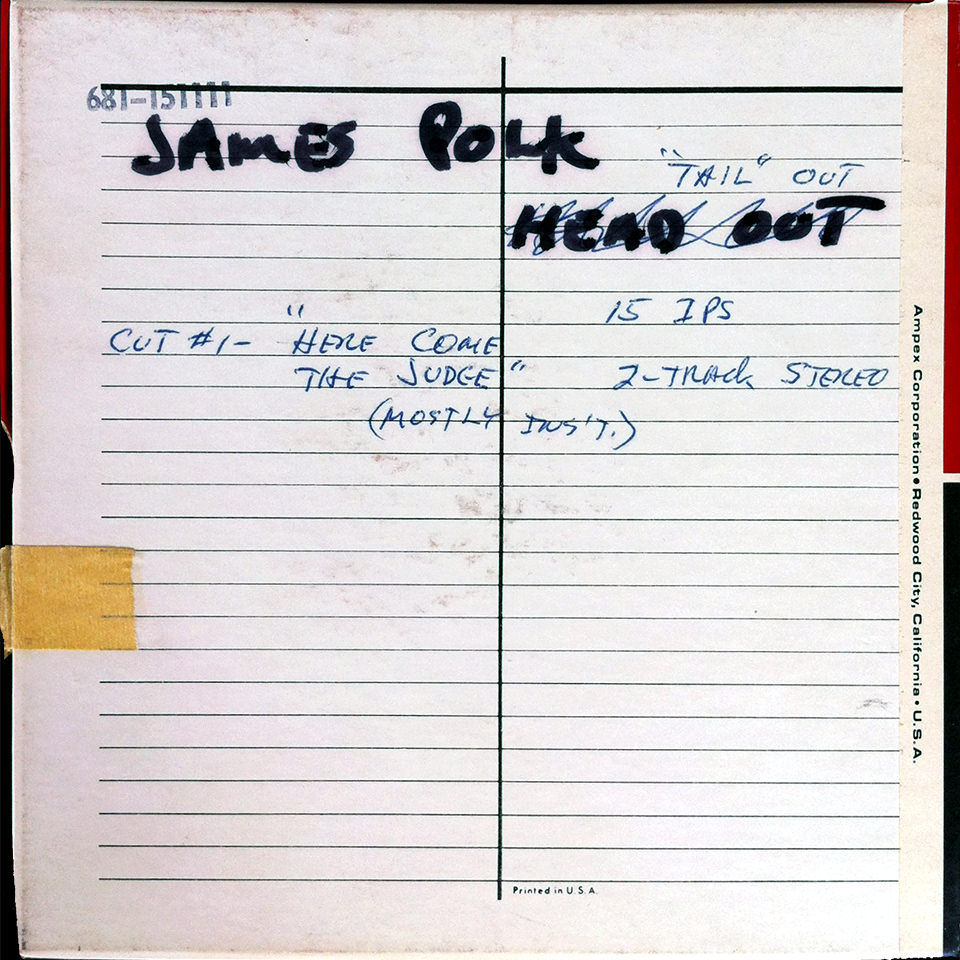 681-151111
JAMES POLK
"TAIL" OUT
HEAD OUT
15 IPS
CUT #1- "HERE COME
THE JUDGE"
2-TRACK STEREO
(MOSTLY INS'T.)
Ampex Corporation • Redwood City, California • U.S.A.
Printed in U.S.A.